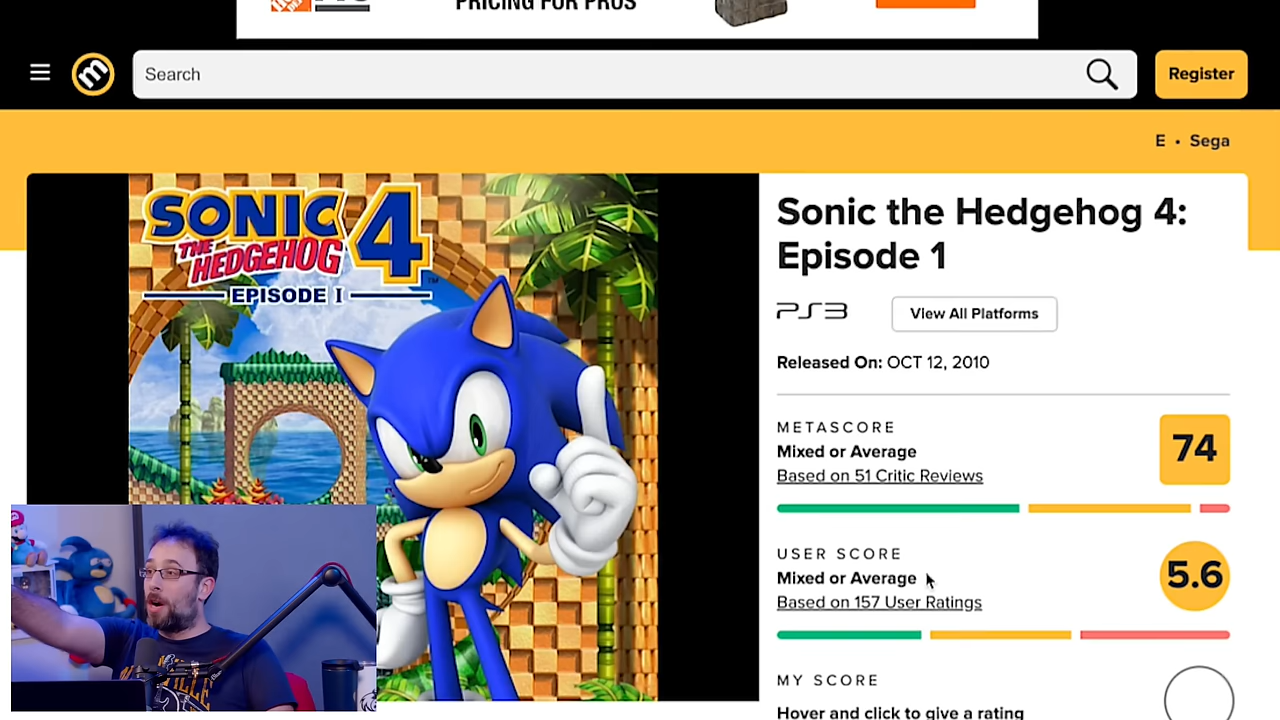 PRICING FOR PROS
m
Search
Register
E • Sega
SONIC
THE
HEDGEHOG
4
TM
EPISODE I
Sonic the Hedgehog 4:
Episode 1
PS3
View All Platforms
Released On: OCT 12, 2010
METASCORE
Mixed or Average
Based on 51 Critic Reviews
74
USER SCORE
Mixed or Average
Based on 157 User Ratings
5.6
MY SCORE
Hover and click to give a rating